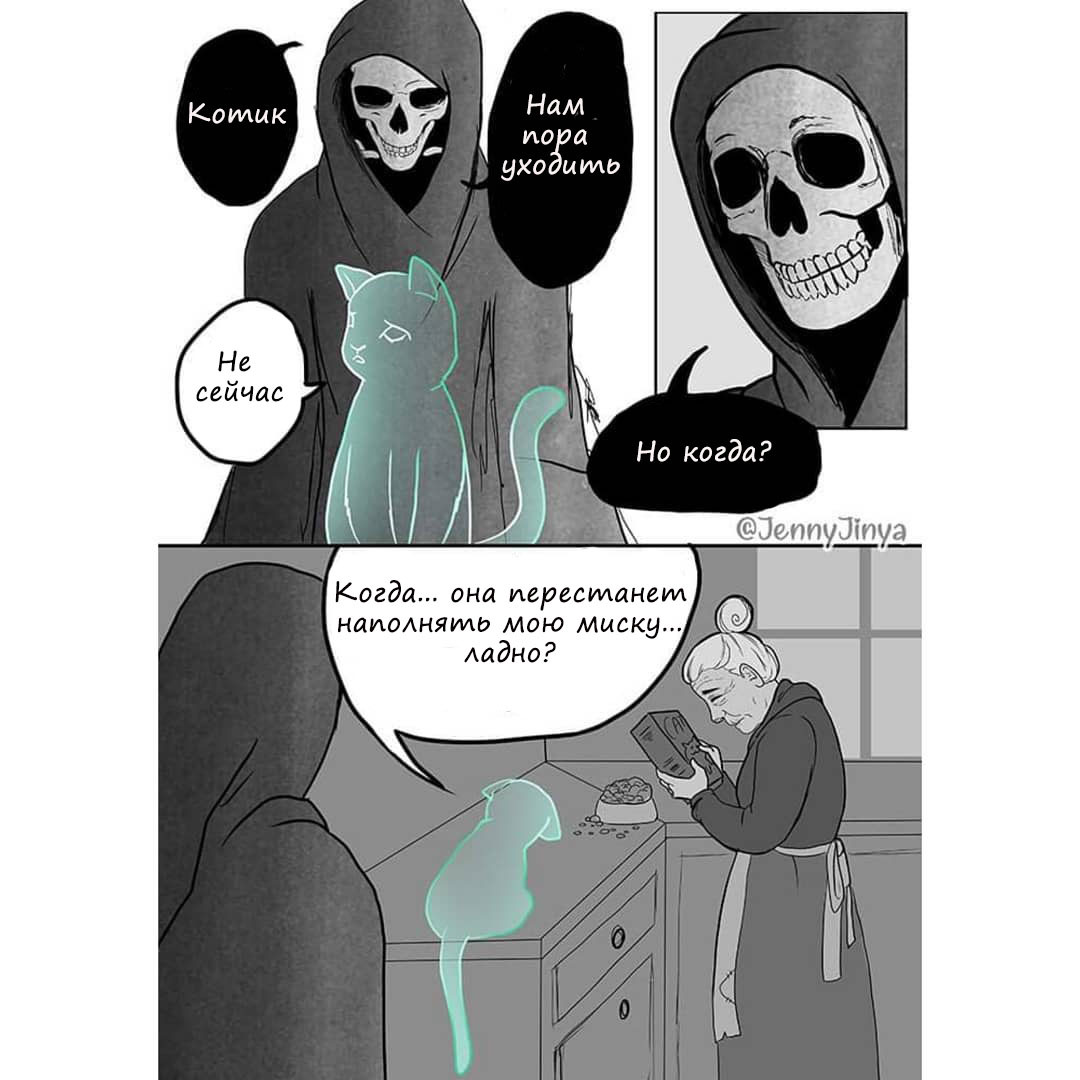 Котик
Нам
пора
уходить
Не
сейчас
Но когда?
@JennyJinya
Когда... она перестанет
наполнять мою миску...
ладно?